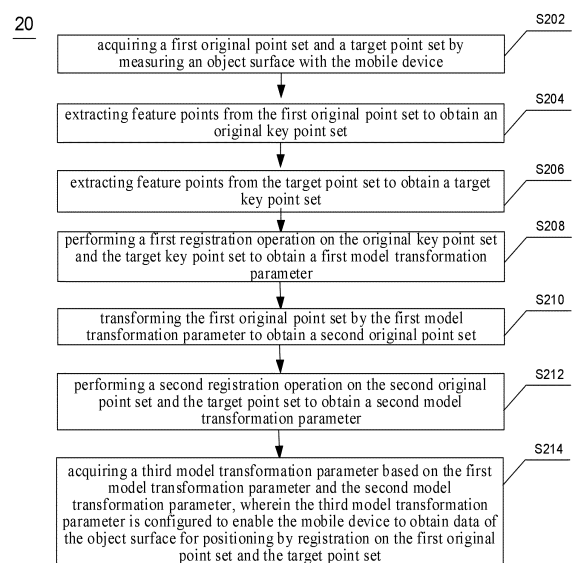 20
S202
acquiring a first original point set and a target point set by
measuring an object surface with the mobile device
S204
extracting feature points from the first original point set to obtain an
original key point set
S206
extracting feature points from the target point set to obtain a target
key point set
S208
performing a first registration operation on the original key point set
and the target key point set to obtain a first model transformation
parameter
S210
transforming the first original point set by the first model
transformation parameter to obtain a second original point set
S212
performing a second registration operation on the second original
point set and the target point set to obtain a second model
transformation parameter
S214
acquiring a third model transformation parameter based on the first
model transformation parameter and the second model
transformation parameter, wherein the third model transformation
parameter is configured to enable the mobile device to obtain data of
the object surface for positioning by registration on the first original
point set and the target point set